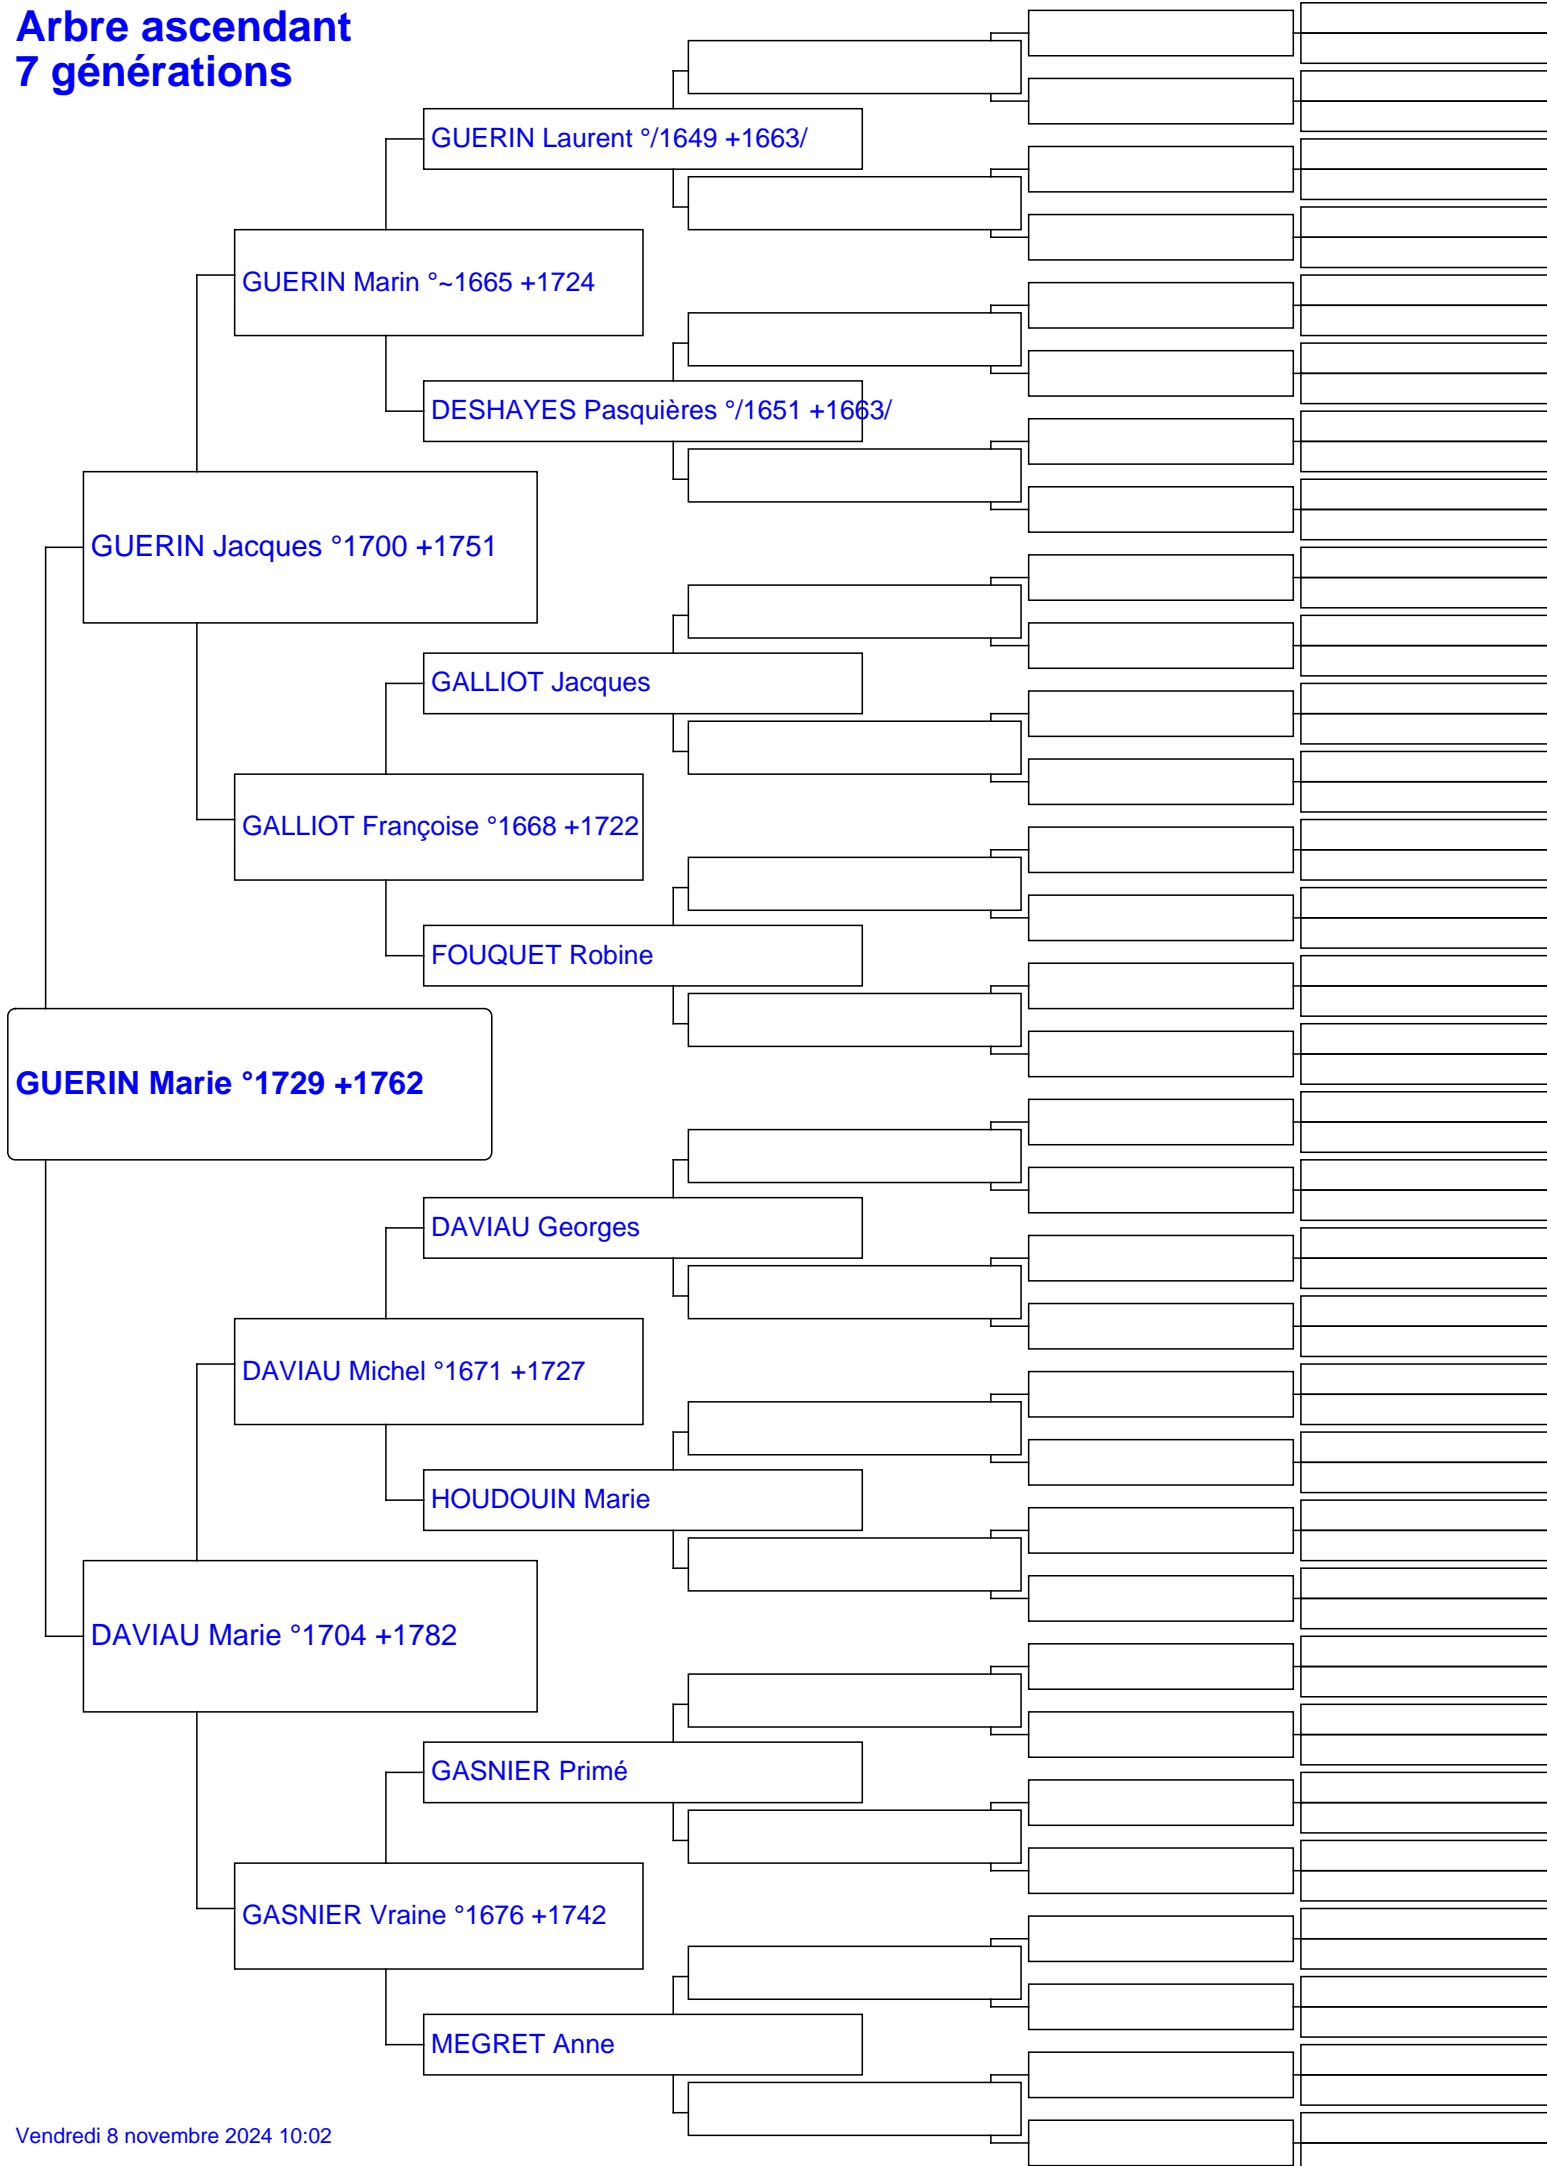 Arbre ascendant
7 générations
GUERIN Laurent °/1649 +1663/
GUERIN Marin °~1665 +1724
DESHAYES Pasquières °/1651 +1663/
GUERIN Jacques °1700 +1751
GALLIOT Jacques
GALLIOT Françoise °1668 +1722
FOUQUET Robine
GUERIN Marie °1729 +1762
DAVIAU Georges
DAVIAU Michel °1671 +1727
HOUDOUIN Marie
DAVIAU Marie °1704 +1782
GASNIER Primé
GASNIER Vraine °1676 +1742
MEGRET Anne
Vendredi 8 novembre 2024 10:02